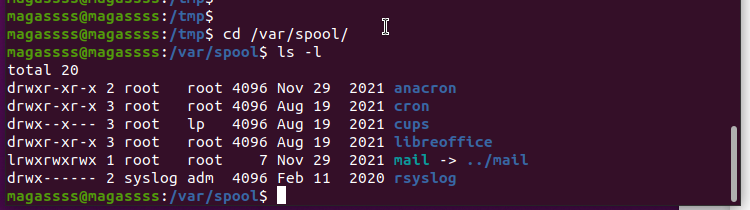 magassss@magassss:/tmp$
magassss@magassss:/tmp$
magassss@magassss:/tmp$ cd /var/spool/
magassss@magassss:/var/spool$ ls -l
total 20
drwxr-xr-x 2 root   root 4096 Nov 29  2021 anacron
drwxr-xr-x 3 root   root 4096 Aug 19  2021 cron
drwx--x--- 3 root   lp   4096 Aug 19  2021 cups
drwxr-xr-x 3 root   root 4096 Aug 19  2021 libreoffice
lrwxrwxrwx 1 root   root    7 Nov 29  2021 mail -> ../mail
drwx------ 2 syslog adm  4096 Feb 11  2020 rsyslog
magassss@magassss:/var/spool$